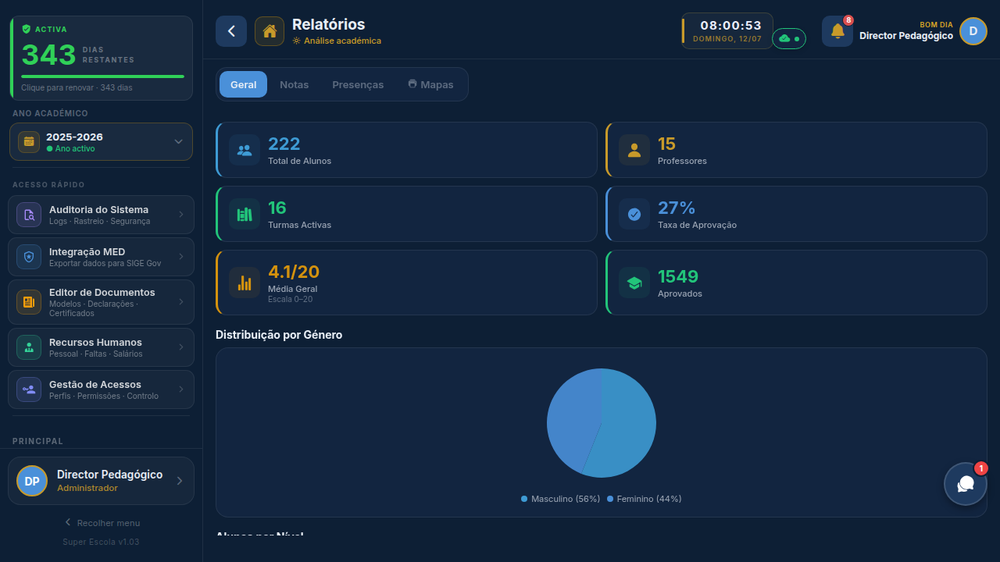 ACTIVA
343 DIAS RESTANTES
Clique para renovar · 343 dias
ANO ACADÉMICO
2025-2026
Ano activo
ACESSO RÁPIDO
Auditoria do Sistema
Logs · Rastreio · Segurança
Integração MED
Exportar dados para SIGE Gov
Editor de Documentos
Modelos · Declarações ·
Certificados
Recursos Humanos
Pessoal · Faltas · Salários
Gestão de Acessos
Perfis · Permissões · Controlo
PRINCIPAL
DP
Director Pedagógico
Administrador
Recolher menu
Super Escola v1.03
Relatórios
Análise académica
08:00:53
DOMINGO, 12/07
8
BOM DIA
Director Pedagógico
D
Geral Notas Presenças Mapas
222
Total de Alunos
15
Professores
16
Turmas Activas
27%
Taxa de Aprovação
4.1/20
Média Geral
Escala 0–20
1549
Aprovados
Distribuição por Género
Masculino (56%) Feminino (44%)
1
Alunos por Nível